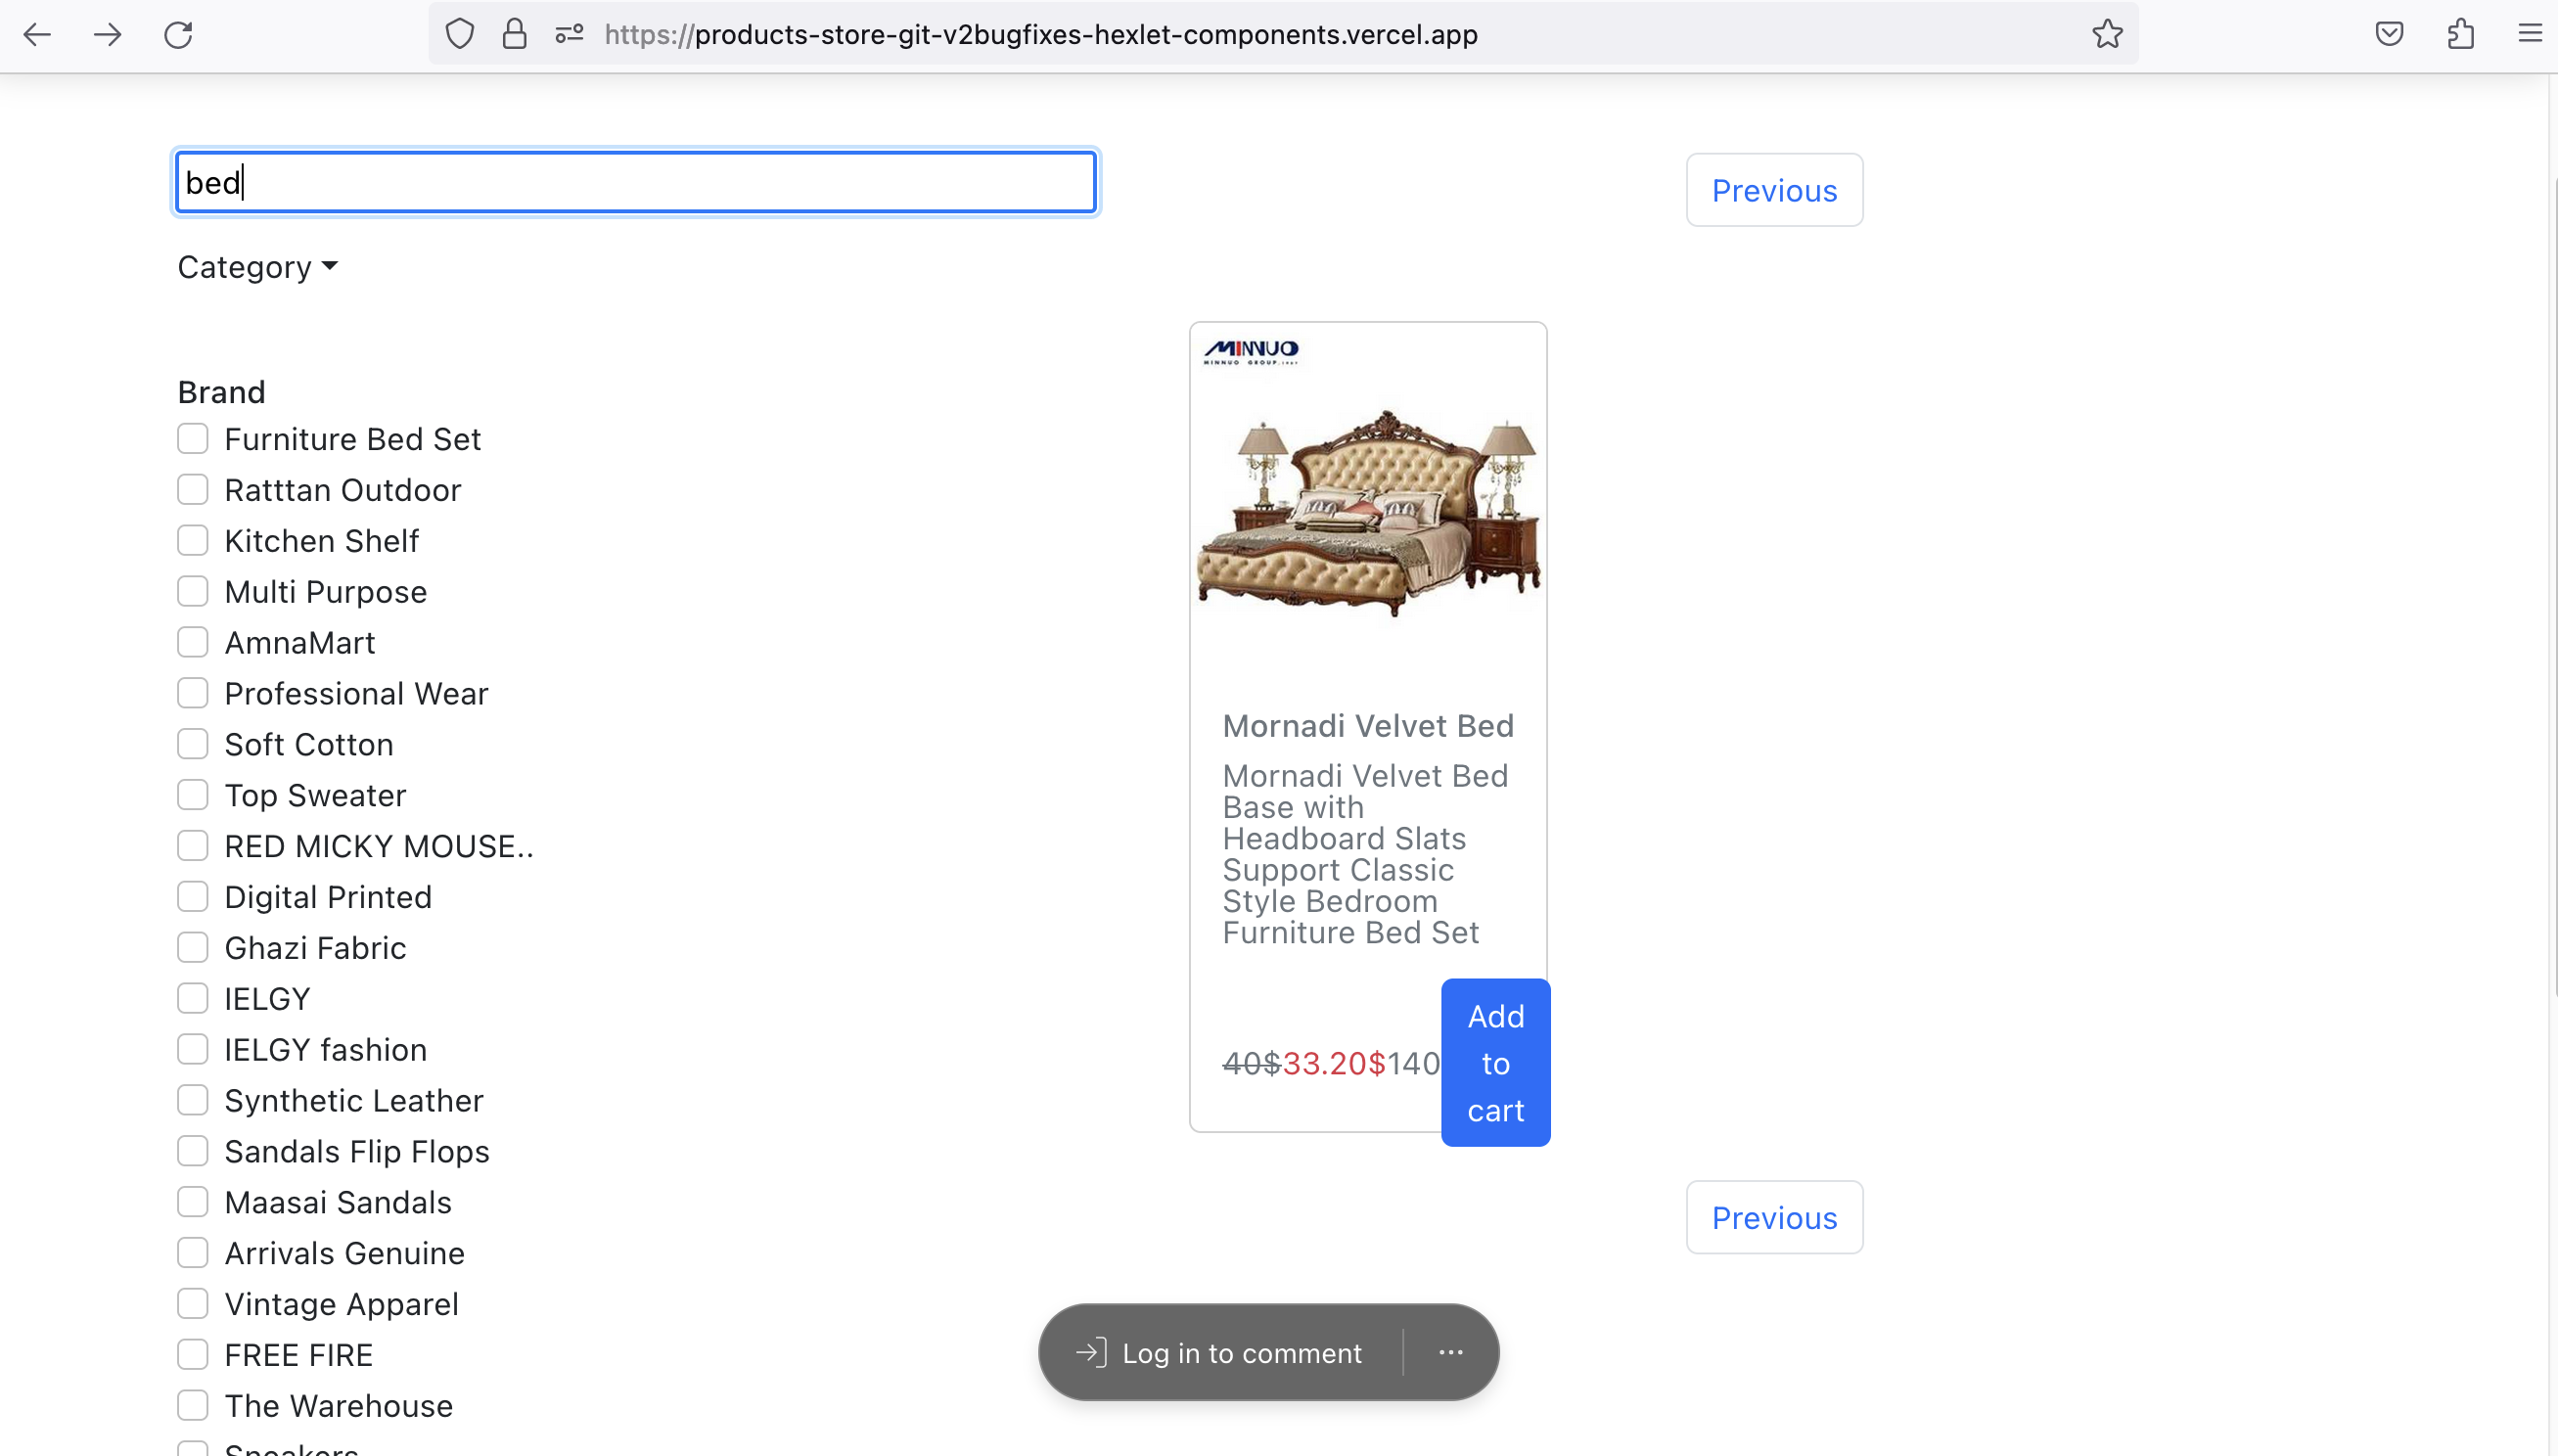 https://products-store-git-v2bugfixes-hexlet-components.vercel.app
bed
Previous
Category
Brand
Furniture Bed Set
Ratttan Outdoor
Kitchen Shelf
Multi Purpose
AmnaMart
Professional Wear
Soft Cotton
Top Sweater
RED MICKY MOUSE..
Digital Printed
Ghazi Fabric
IELGY
IELGY fashion
Synthetic Leather
Sandals Flip Flops
Maasai Sandals
Arrivals Genuine
Vintage Apparel
FREE FIRE
The Warehouse
Sneakers
MINNUO
MINNUO GROUP
Mornadi Velvet Bed
Mornadi Velvet Bed
Base with
Headboard Slats
Support Classic
Style Bedroom
Furniture Bed Set
40$33.20$140
Add
to
cart
Previous
Log in to comment